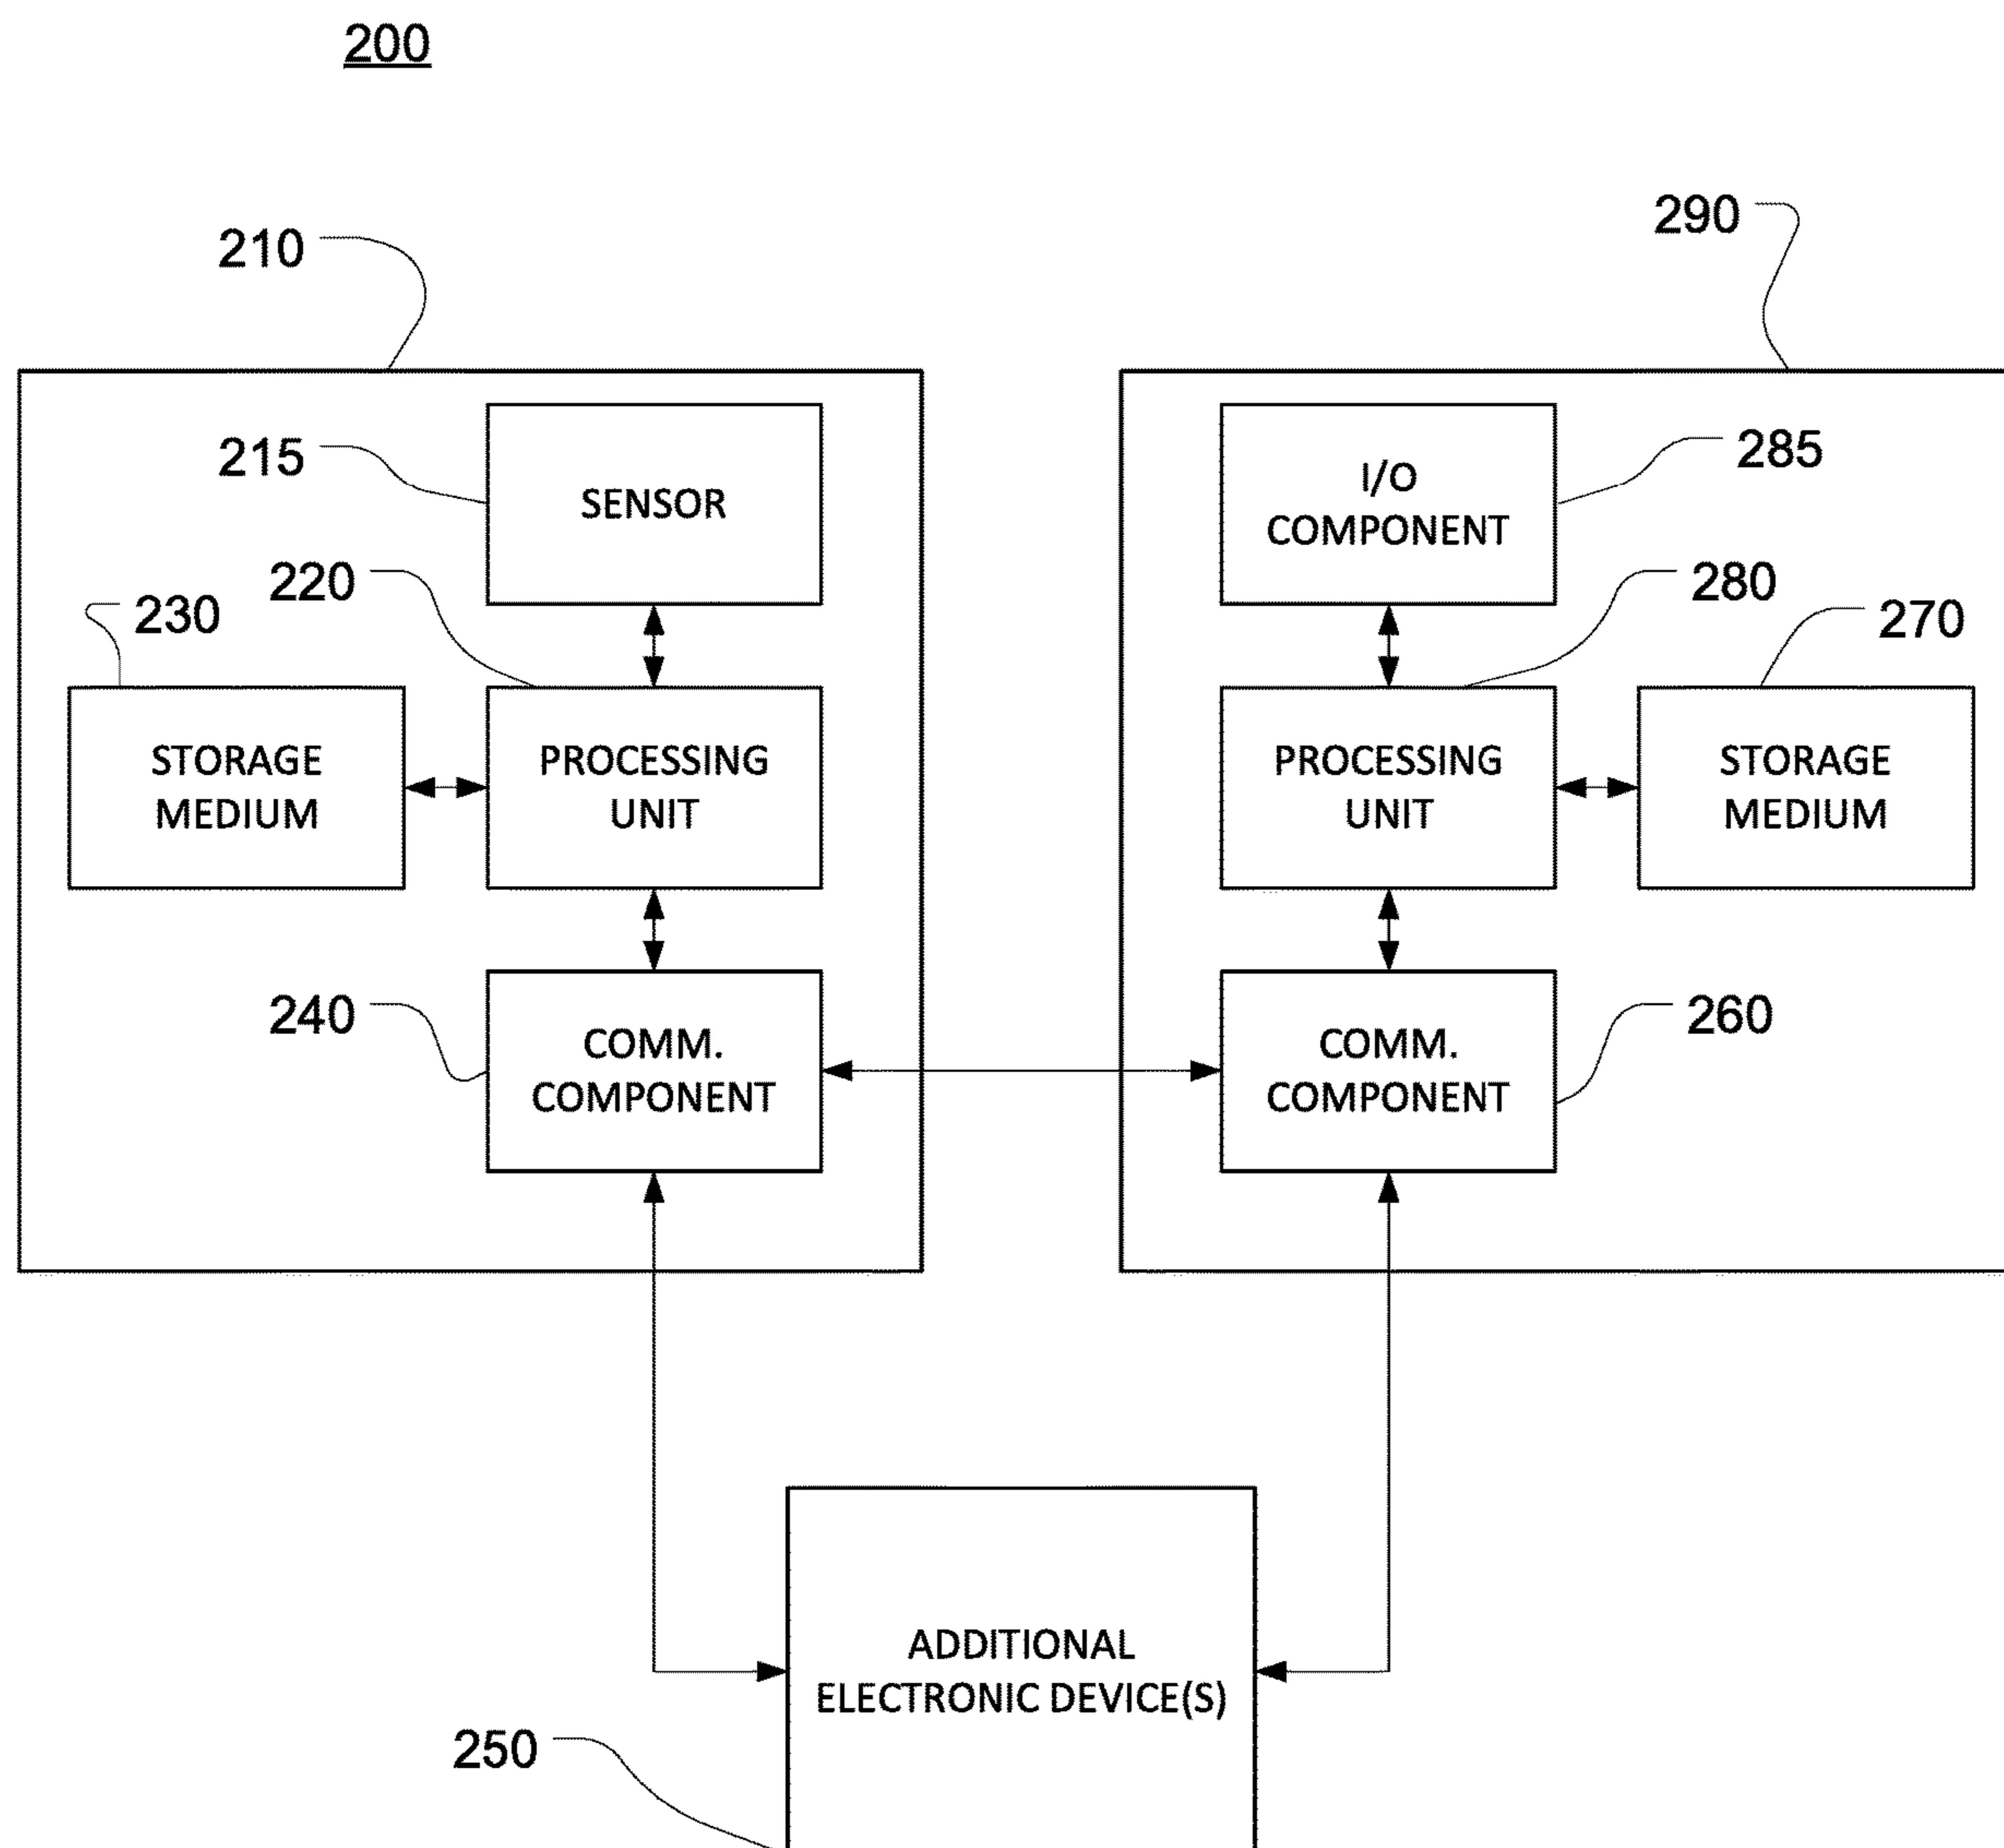 200
290
210
215
SENSOR
I/O
COMPONENT
285
220
230
280
270
STORAGE
MEDIUM
PROCESSING
UNIT
PROCESSING
UNIT
STORAGE
MEDIUM
240
COMM.
COMPONENT
COMM.
COMPONENT
260
ADDITIONAL
ELECTRONIC DEVICE(S)
250